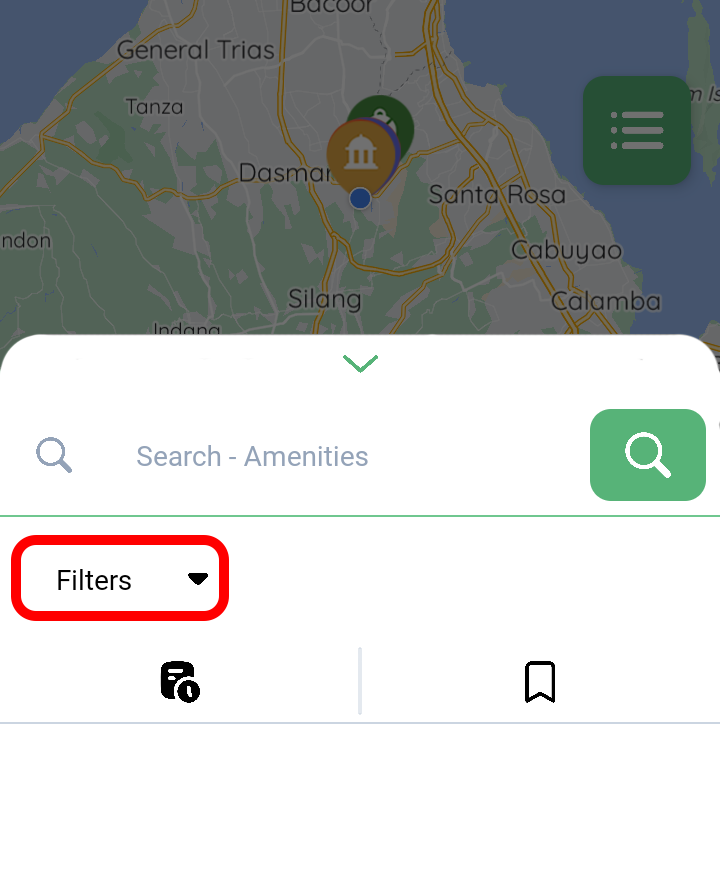 Bacoor
General Trias
Tanza
Dasmar
Santa Rosa
ndon
Cabuyao
Silang
Calamba
Indang
Search - Amenities
Filters